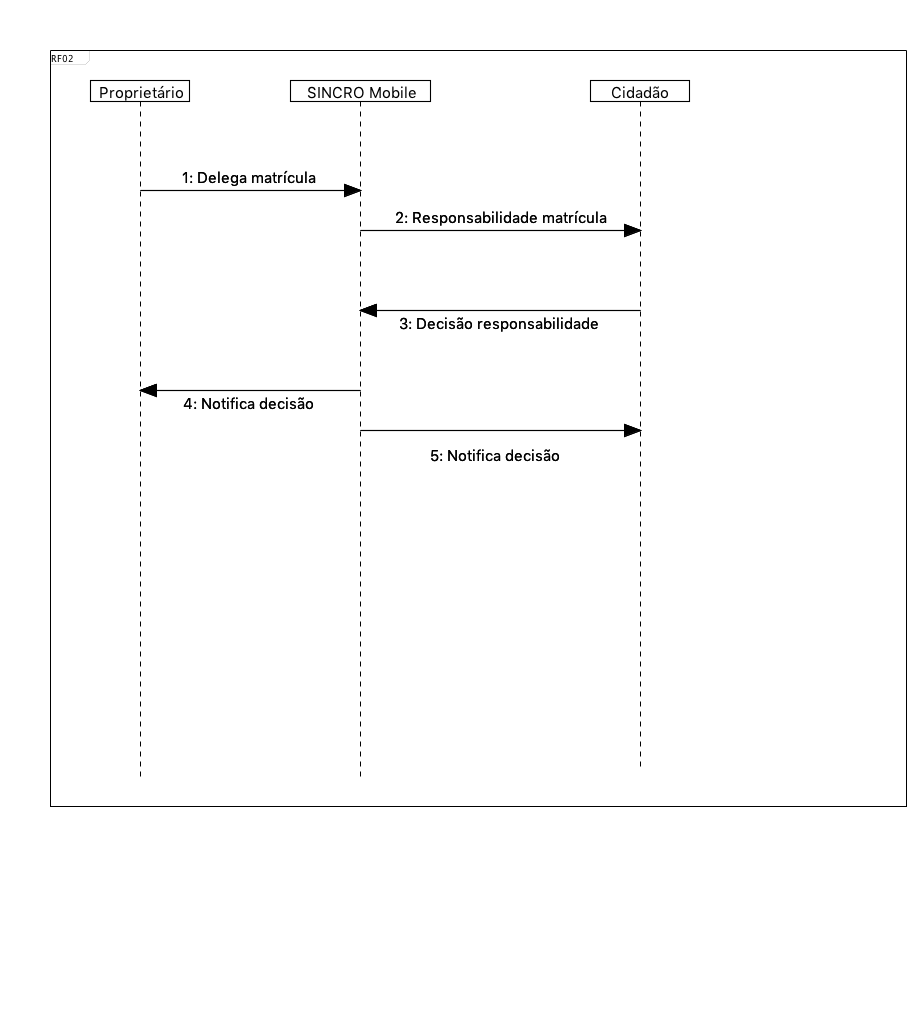 RF02
Proprietário
SINCRO Mobile
Cidadão
1: Delega matrícula
2: Responsabilidade matrícula
3: Decisão responsabilidade
4: Notifica decisão
5: Notifica decisão